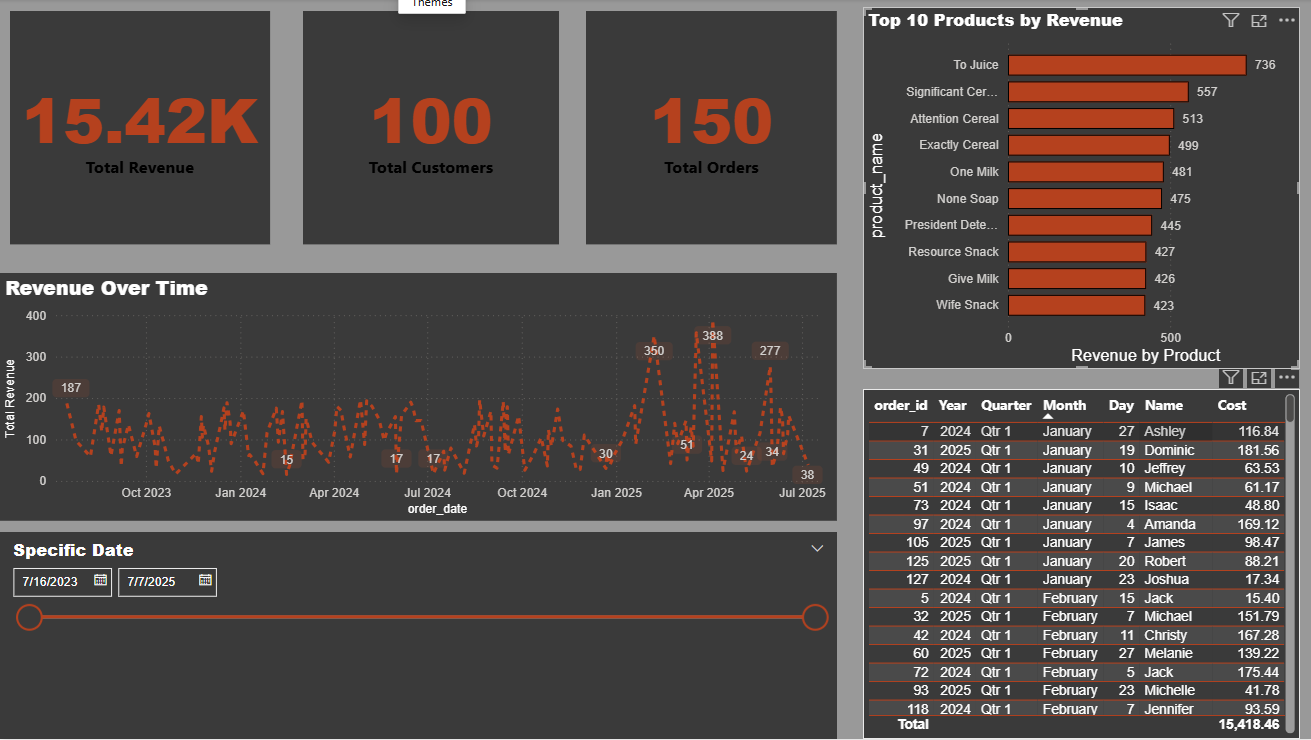 Themes
15.42K
Total Revenue
100
Total Customers
150
Total Orders
Top 10 Products by Revenue
product_name
To Juice 736
Significant Cer... 557
Attention Cereal 513
Exactly Cereal 499
One Milk 481
None Soap 475
President Dete... 445
Resource Snack 427
Give Milk 426
Wife Snack 423
0 500
Revenue by Product
Revenue Over Time
Total Revenue
400
300
200
100
0
187 15 17 17 30 350 51 388 24 277 34 38
Oct 2023 Jan 2024 Apr 2024 Jul 2024 Oct 2024 Jan 2025 Apr 2025 Jul 2025
order_date
Specific Date
7/16/2023 7/7/2025
order_id Year Quarter Month Day Name Cost
7 2024 Qtr 1 January 27 Ashley 116.84
31 2025 Qtr 1 January 19 Dominic 181.56
49 2024 Qtr 1 January 10 Jeffrey 63.53
51 2024 Qtr 1 January 9 Michael 61.17
73 2024 Qtr 1 January 15 Isaac 48.80
97 2024 Qtr 1 January 4 Amanda 169.12
105 2025 Qtr 1 January 7 James 98.47
125 2025 Qtr 1 January 20 Robert 88.21
127 2024 Qtr 1 January 23 Joshua 17.34
5 2024 Qtr 1 February 15 Jack 15.40
32 2025 Qtr 1 February 7 Michael 151.79
42 2024 Qtr 1 February 11 Christy 167.28
60 2025 Qtr 1 February 27 Melanie 139.22
72 2024 Qtr 1 February 5 Jack 175.44
93 2025 Qtr 1 February 23 Michelle 41.78
118 2024 Qtr 1 February 7 Jennifer 93.59
Total 15,418.46